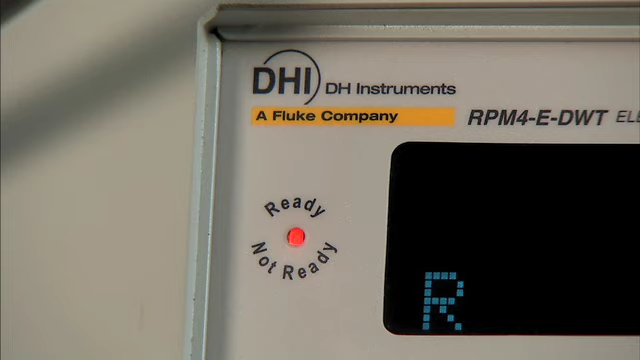 DHI DH Instruments
A Fluke Company
RPM4-E-DWT ELE
Ready
Not Ready
R